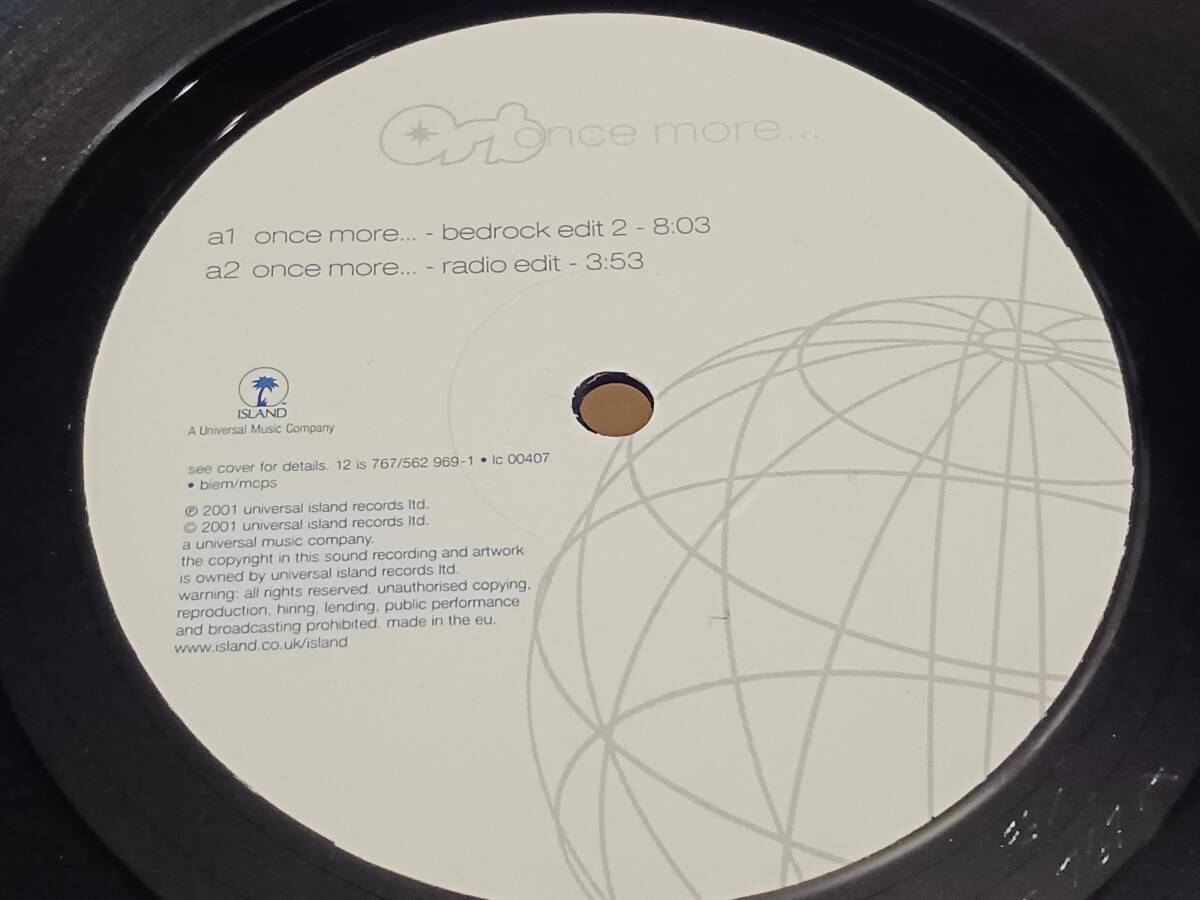 Orb once more...
a1 once more... - bedrock edit 2 - 8:03
a2 once more... - radio edit - 3:53
ISLAND
A Universal Music Company
see cover for details. 12 is 767/562 969-1 • lc 00407
• biem/mcps
℗ 2001 universal island records ltd.
© 2001 universal island records ltd.
a universal music company.
the copyright in this sound recording and artwork
is owned by universal island records ltd.
warning: all rights reserved. unauthorised copying,
reproduction, hiring, lending, public performance
and broadcasting prohibited. made in the eu.
www.island.co.uk/island